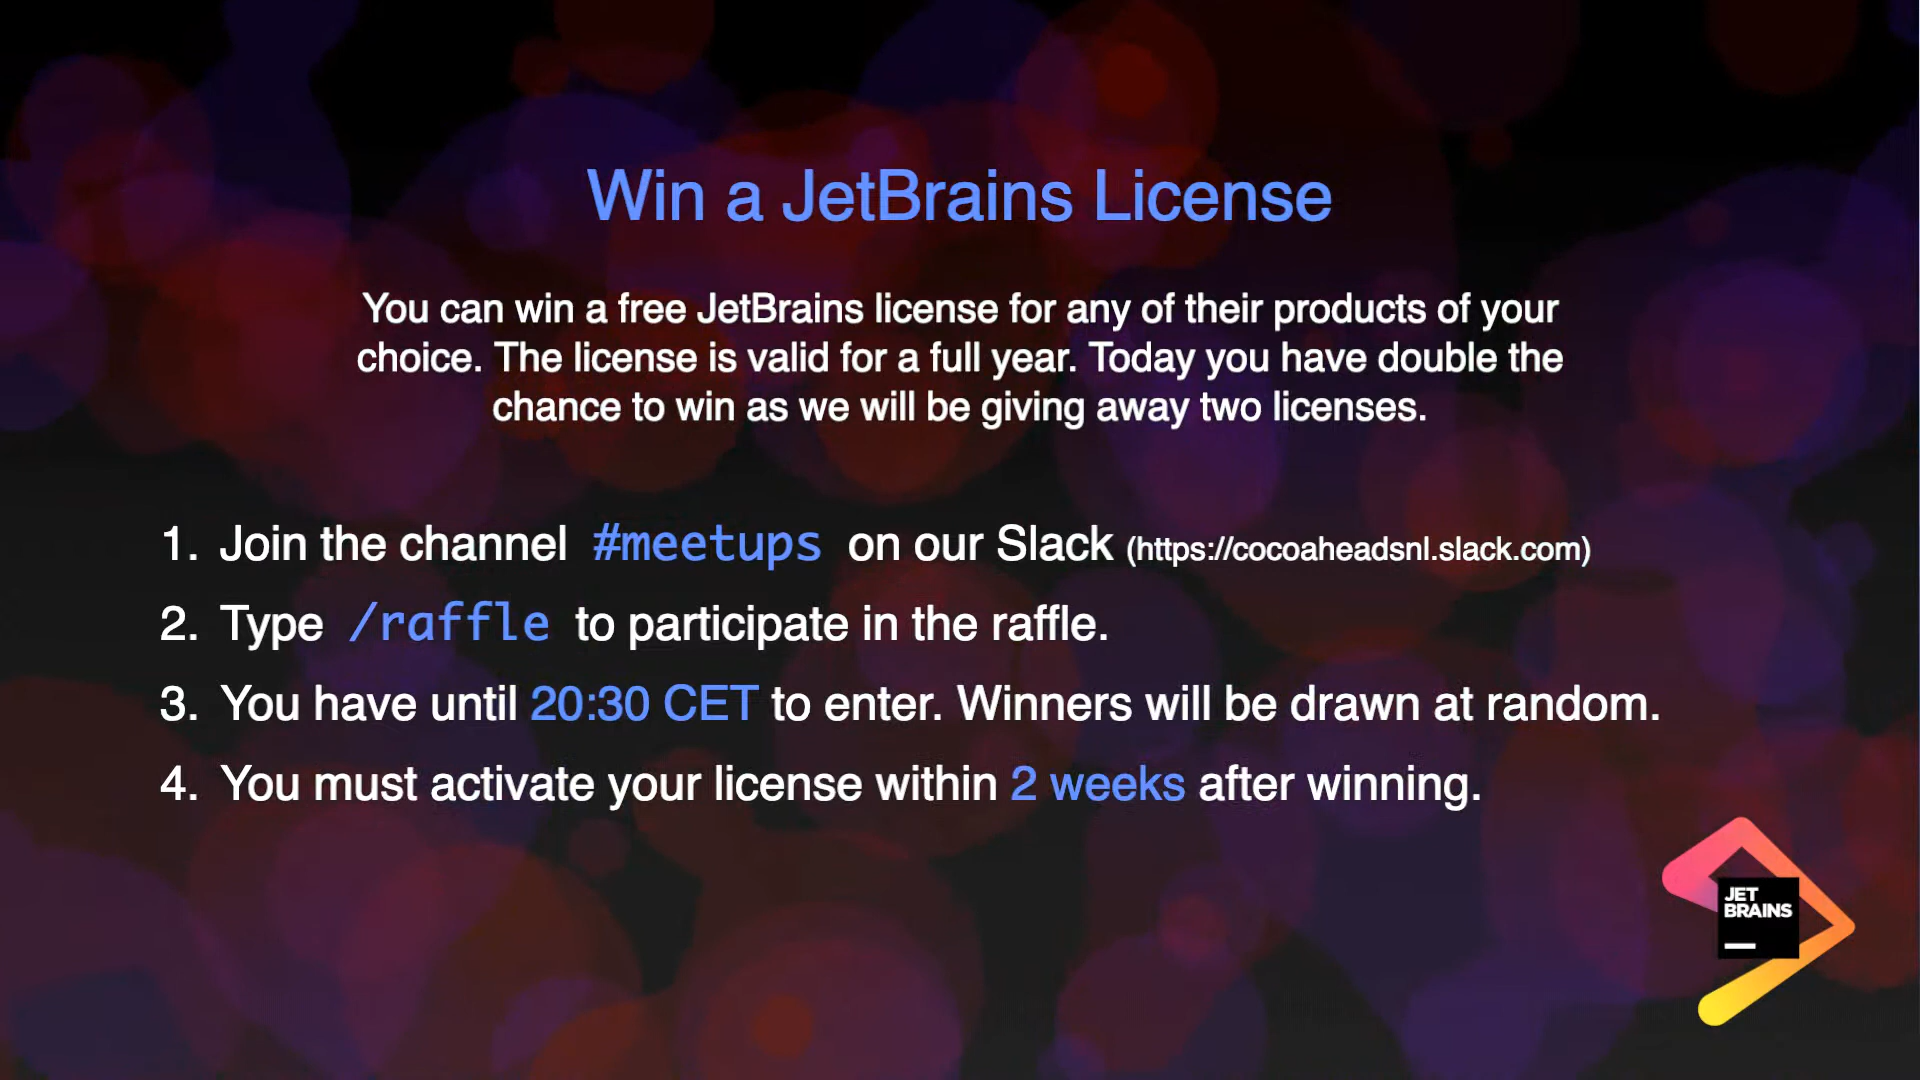 Win a JetBrains License
You can win a free JetBrains license for any of their products of your
choice. The license is valid for a full year. Today you have double the
chance to win as we will be giving away two licenses.
1. Join the channel #meetups on our Slack (https://cocoaheadsnl.slack.com)
2. Type /raffle to participate in the raffle.
3. You have until 20:30 CET to enter. Winners will be drawn at random.
4. You must activate your license within 2 weeks after winning.
JET
BRAINS